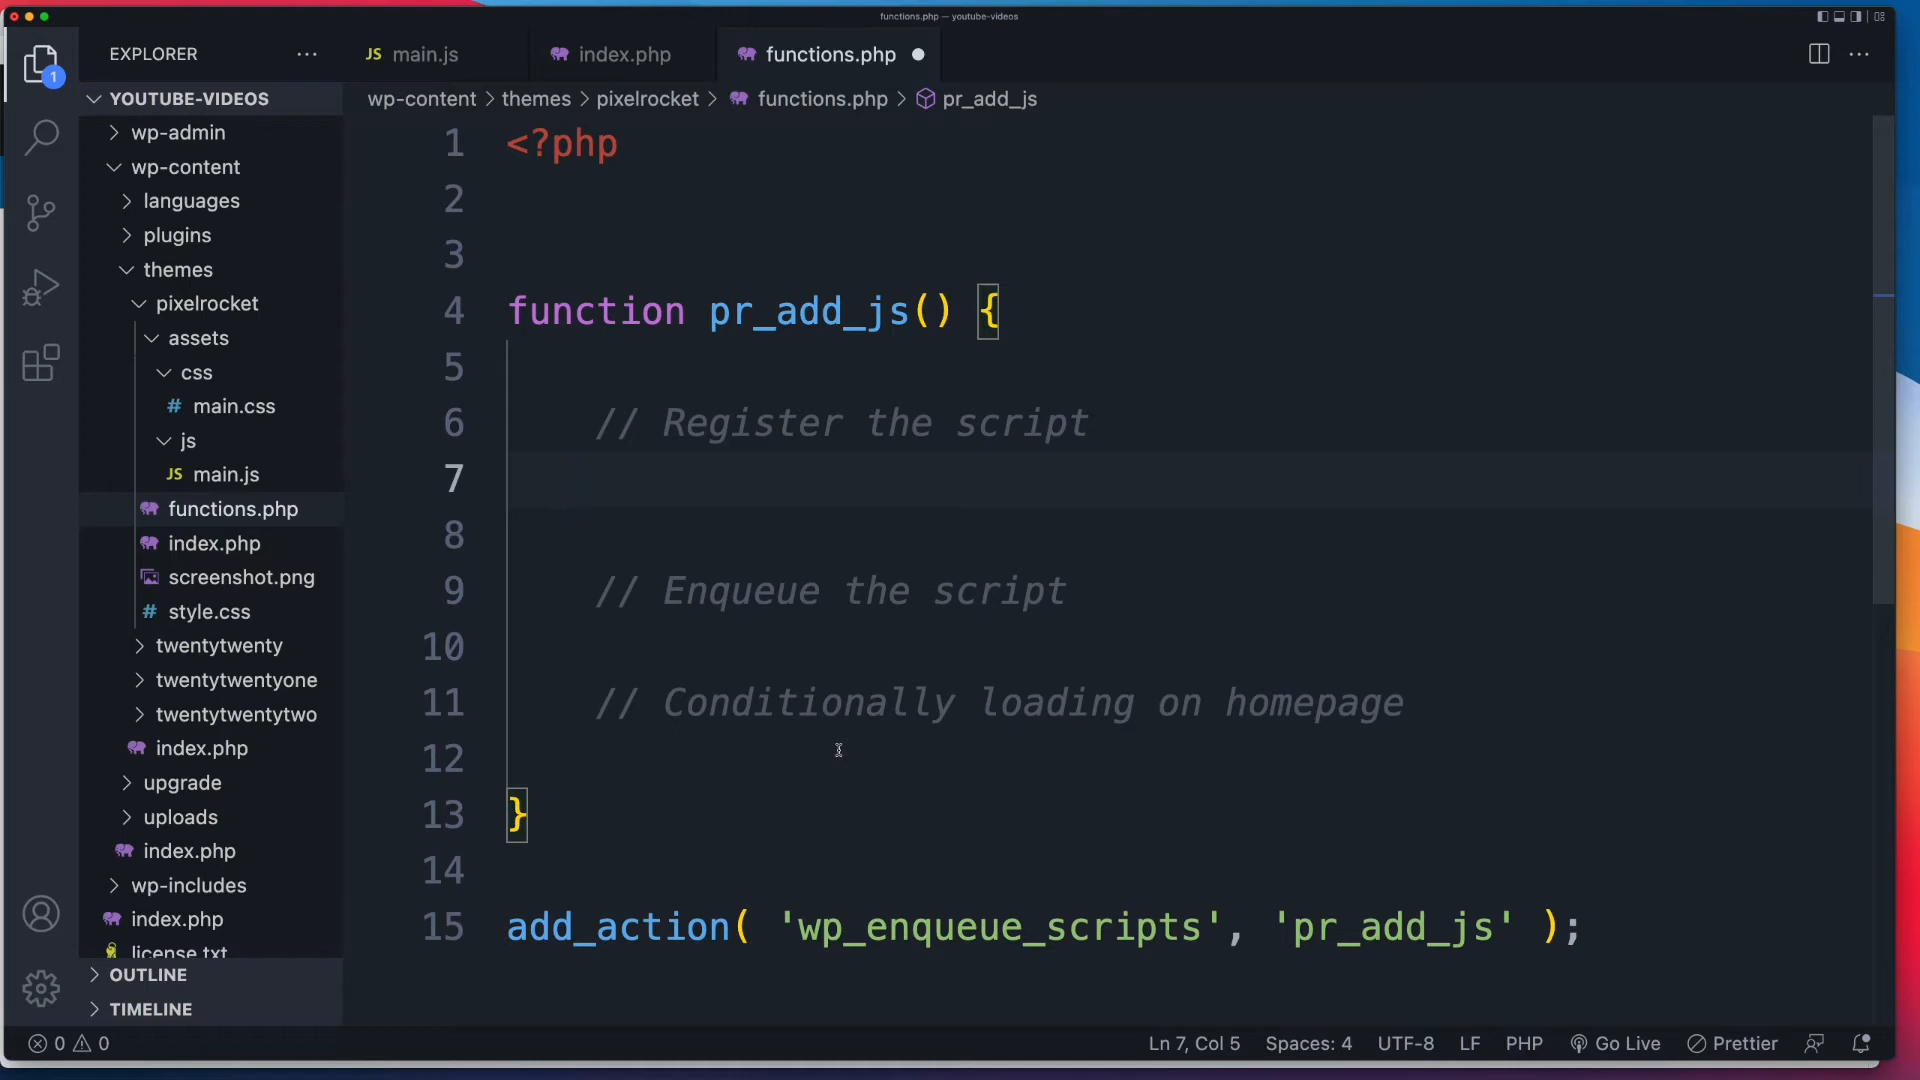 functions.php — youtube-videos
EXPLORER
JS main.js
index.php
functions.php
YOUTUBE-VIDEOS
wp-content > themes > pixelrocket > functions.php > pr_add_js
1
wp-admin
wp-content
languages
plugins
themes
pixelrocket
assets
css
# main.css
js
JS main.js
functions.php
index.php
screenshot.png
# style.css
twentytwenty
twentytwentyone
twentytwentytwo
index.php
upgrade
uploads
index.php
wp-includes
index.php
license.txt
OUTLINE
TIMELINE
1 <?php
2
3
4 function pr_add_js() {
5
6 // Register the script
7
8
9 // Enqueue the script
10
11 // Conditionally loading on homepage
12
13 }
14
15 add_action( 'wp_enqueue_scripts', 'pr_add_js' );
0 0
Ln 7, Col 5 Spaces: 4 UTF-8 LF PHP Go Live Prettier